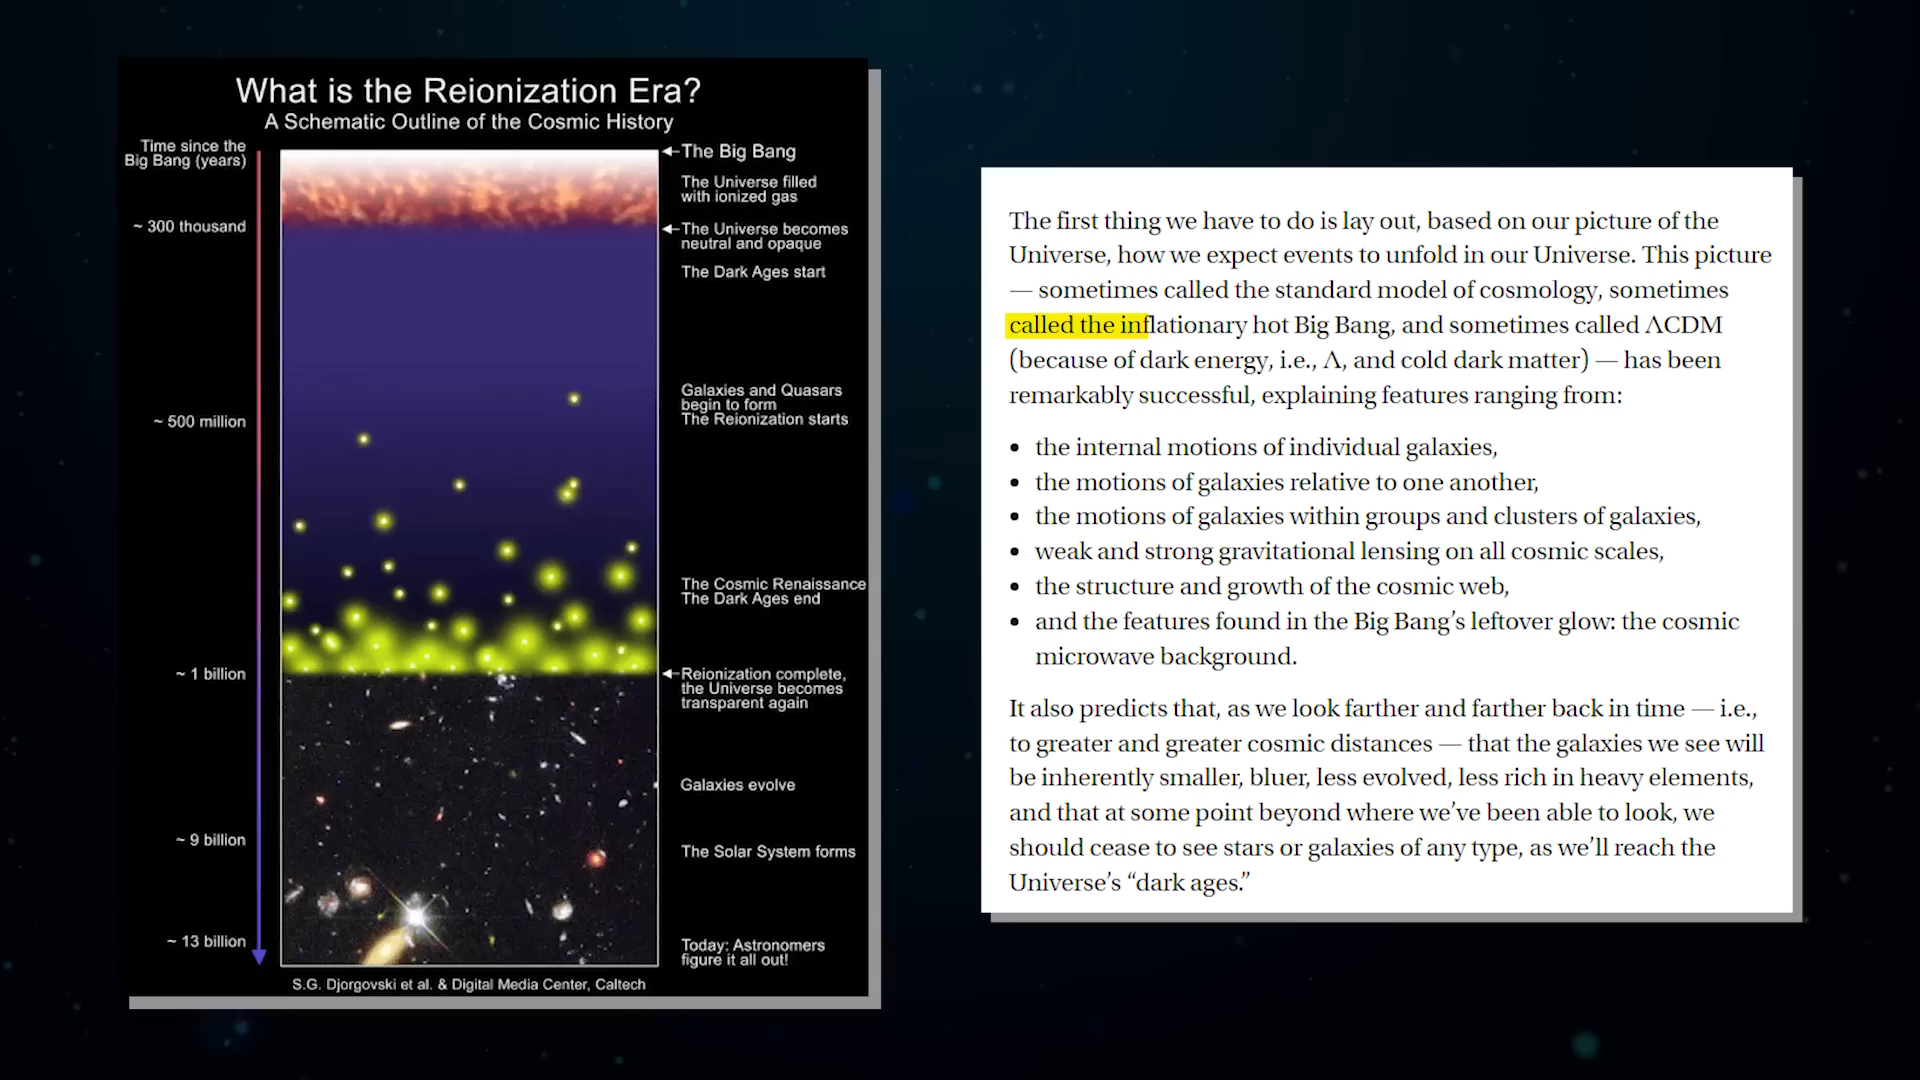 What is the Reionization Era?
A Schematic Outline of the Cosmic History
Time since the
Big Bang (years)
The Big Bang
The Universe filled
with ionized gas
~ 300 thousand
The Universe becomes
neutral and opaque
The Dark Ages start
Galaxies and Quasars
begin to form
The Reionization starts
~ 500 million
The Cosmic Renaissance
The Dark Ages end
~ 1 billion
Reionization complete,
the Universe becomes
transparent again
Galaxies evolve
~ 9 billion
The Solar System forms
~ 13 billion
Today: Astronomers
figure it all out!
S.G. Djorgovski et al. & Digital Media Center, Caltech
The first thing we have to do is lay out, based on our picture of the
Universe, how we expect events to unfold in our Universe. This picture
— sometimes called the standard model of cosmology, sometimes
called the inflationary hot Big Bang, and sometimes called ΛCDM
(because of dark energy, i.e., Λ, and cold dark matter) — has been
remarkably successful, explaining features ranging from:
• the internal motions of individual galaxies,
• the motions of galaxies relative to one another,
• the motions of galaxies within groups and clusters of galaxies,
• weak and strong gravitational lensing on all cosmic scales,
• the structure and growth of the cosmic web,
• and the features found in the Big Bang’s leftover glow: the cosmic
microwave background.
It also predicts that, as we look farther and farther back in time — i.e.,
to greater and greater cosmic distances — that the galaxies we see will
be inherently smaller, bluer, less evolved, less rich in heavy elements,
and that at some point beyond where we’ve been able to look, we
should cease to see stars or galaxies of any type, as we’ll reach the
Universe’s “dark ages.”